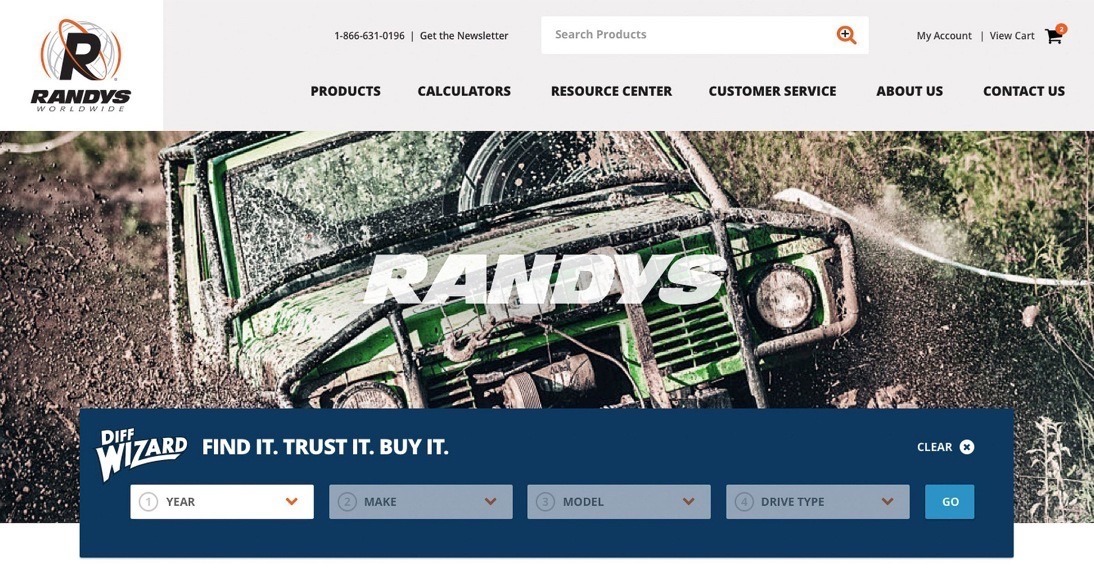 R
RANDYS
WORLDWIDE
1-866-631-0196 | Get the Newsletter
Search Products
My Account | View Cart
2
PRODUCTS
CALCULATORS
RESOURCE CENTER
CUSTOMER SERVICE
ABOUT US
CONTACT US
RANDYS
DIFF
WIZARD
FIND IT. TRUST IT. BUY IT.
CLEAR
1 YEAR
2 MAKE
3 MODEL
4 DRIVE TYPE
GO